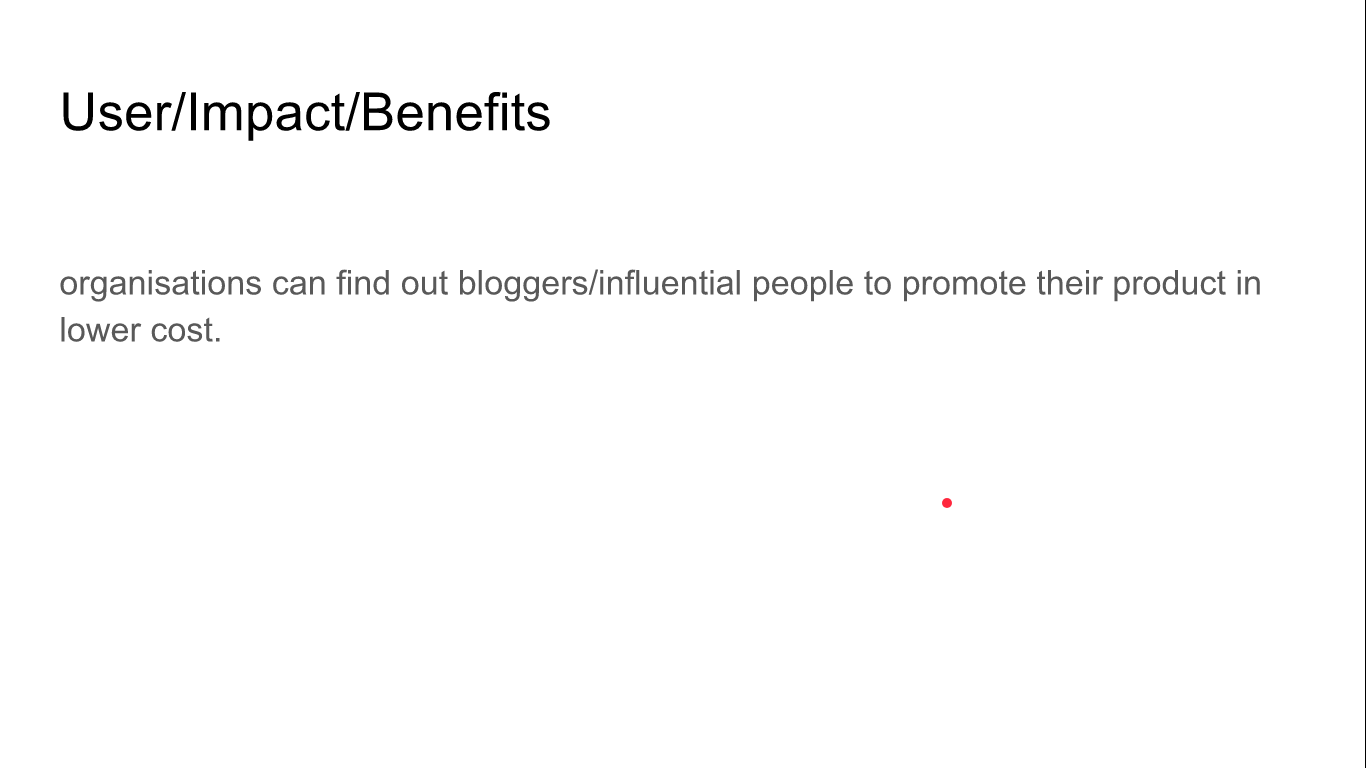 User/Impact/Benefits
organisations can find out bloggers/influential people to promote their product in
lower cost.